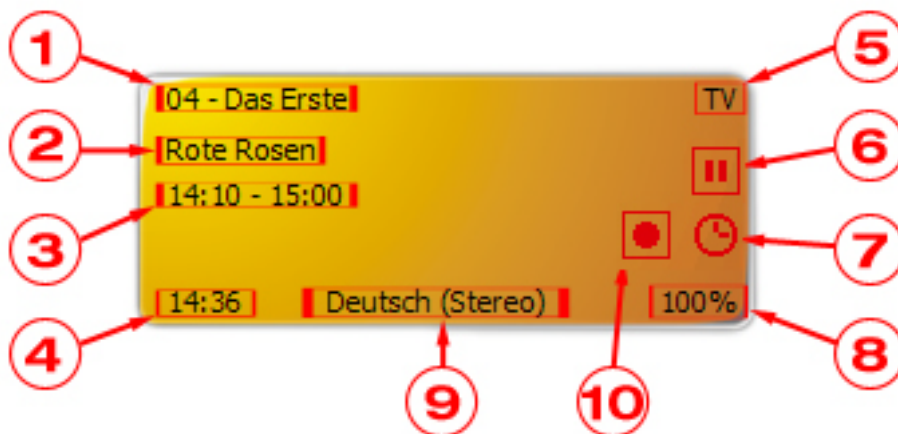 1
04 - Das Erste
TV
5
2
Rote Rosen
6
14:10 - 15:00
3
7
14:36
Deutsch (Stereo)
100%
4
8
9
10